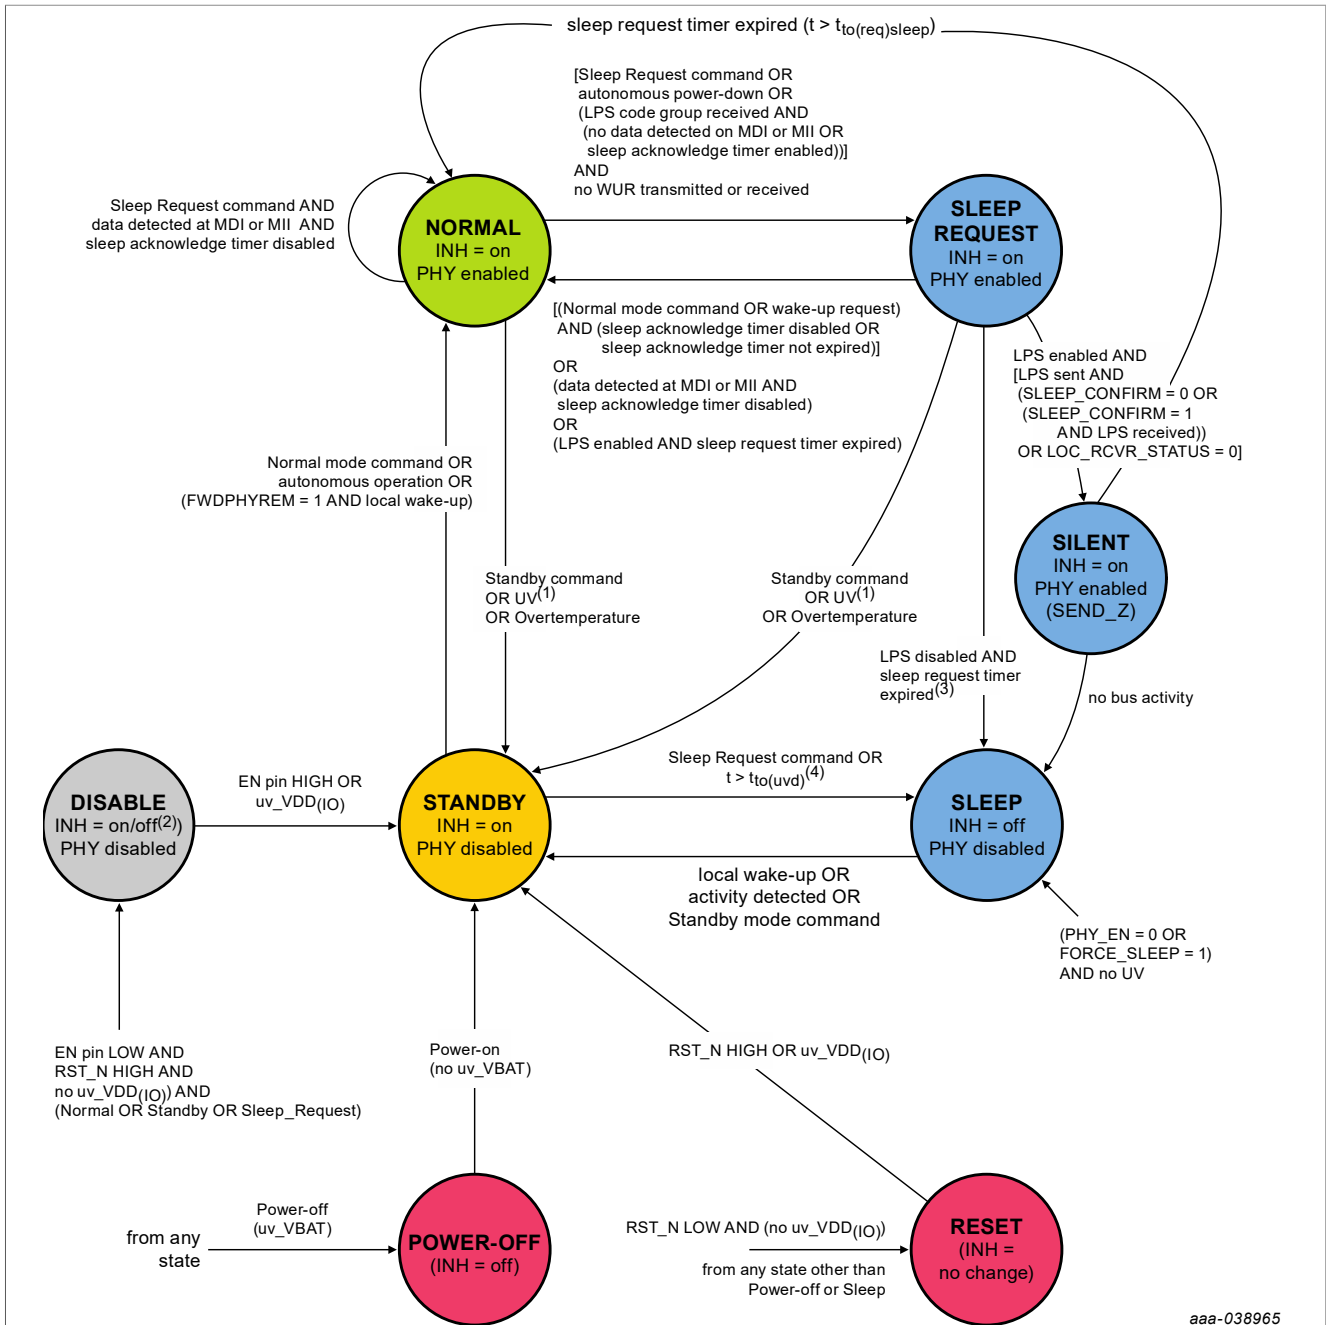 sleep request timer expired (t > tto(req)sleep)
[Sleep Request command OR
autonomous power-down OR
(LPS code group received AND
(no data detected on MDI or MII OR
sleep acknowledge timer enabled))]
AND
no WUR transmitted or received
Sleep Request command AND
data detected at MDI or MII AND
sleep acknowledge timer disabled
NORMAL
INH = on
PHY enabled
SLEEP
REQUEST
INH = on
PHY enabled
[(Normal mode command OR wake-up request)
AND (sleep acknowledge timer disabled OR
sleep acknowledge timer not expired)]
OR
(data detected at MDI or MII AND
sleep acknowledge timer disabled)
OR
(LPS enabled AND sleep request timer expired)
LPS enabled AND
[LPS sent AND
(SLEEP_CONFIRM = 0 OR
(SLEEP_CONFIRM = 1
AND LPS received))
OR LOC_RCVR_STATUS = 0]
Normal mode command OR
autonomous operation OR
(FWDPHYREM = 1 AND local wake-up)
SILENT
INH = on
PHY enabled
(SEND_Z)
Standby command
OR UV(1)
OR Overtemperature
Standby command
OR UV(1)
OR Overtemperature
LPS disabled AND
sleep request timer
expired(3)
no bus activity
EN pin HIGH OR
uv_VDD(IO)
Sleep Request command OR
t > tto(uvd)(4)
DISABLE
INH = on/off(2))
PHY disabled
STANDBY
INH = on
PHY disabled
SLEEP
INH = off
PHY disabled
local wake-up OR
activity detected OR
Standby mode command
(PHY_EN = 0 OR
FORCE_SLEEP = 1)
AND no UV
EN pin LOW AND
RST_N HIGH AND
no uv_VDD(IO)) AND
(Normal OR Standby OR Sleep_Request)
Power-on
(no uv_VBAT)
RST_N HIGH OR uv_VDD(IO)
from any
state
Power-off
(uv_VBAT)
POWER-OFF
(INH = off)
RST_N LOW AND (no uv_VDD(IO))
from any state other than
Power-off or Sleep
RESET
(INH =
no change)
aaa-038965